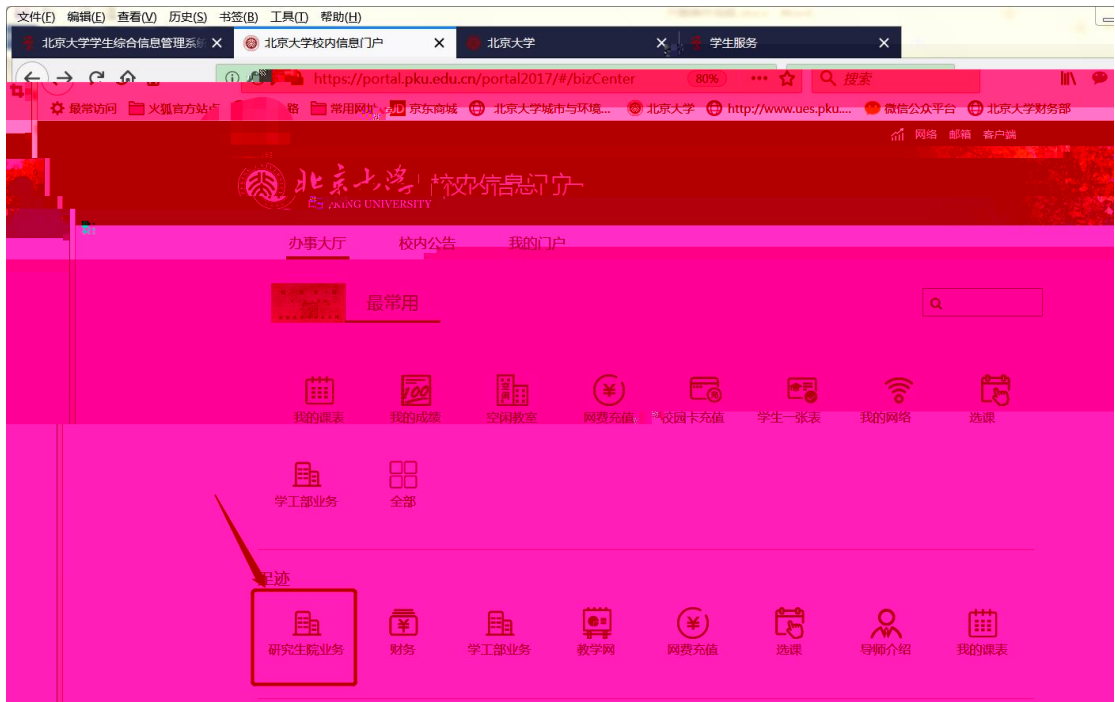 文件(F) 编辑(E) 查看(V) 历史(S) 书签(B) 工具(T) 帮助(H)
北京大学学生综合信息管理系统 北京大学校内信息门户 北京大学 学生服务
https://portal.pku.edu.cn/portal2017/#/bizCenter 80% 搜索
最常访问 火狐官方站点 常用网址 京东商城 北京大学城市与环境... 北京大学 http://www.ues.pku.... 微信公众平台 北京大学财务部
网络 邮箱 客户端
北京大学 校内信息门户
PEKING UNIVERSITY
办事大厅 校内公告 我的门户
最常用
我的课表 我的成绩 空闲教室 网费充值 校园卡充值 学生一张表 我的网络 选课
学工部业务 全部
足迹
研究生院业务 财务 学工部业务 教学网 网费充值 选课 导师介绍 我的课表